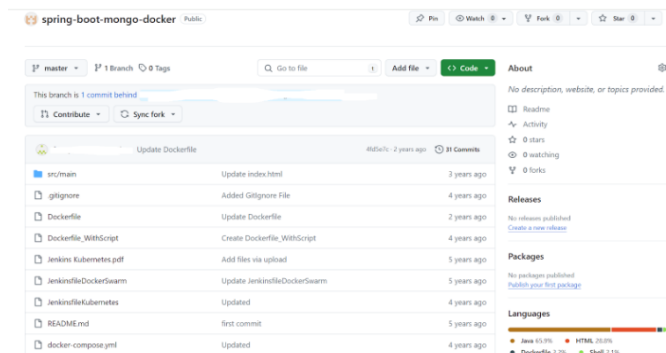 spring-boot-mongo-docker Public
Pin Watch 0 Fork 0 Star 0
master 1 Branch 0 Tags Go to file t Add file Code
This branch is 1 commit behind
Contribute Sync fork
Update Dockerfile 2 years ago 31 Commits
src/main Update index.html 3 years ago
.gitignore Added GitIgnore File 4 years ago
Dockerfile Update Dockerfile 2 years ago
Dockerfile_WithScript Create Dockerfile_WithScript 4 years ago
Jenkins Kubernetes.pdf Add files via upload 5 years ago
JenkinsfileDockerSwarm Update JenkinsfileDockerSwarm 5 years ago
JenkinsfileKubernetes Updated 4 years ago
README.md first commit 5 years ago
docker-compose.yml Updated 4 years ago
About
No description, website, or topics provided.
Readme
Activity
0 stars
0 watching
0 forks
Releases
No releases published
Create a new release
Packages
No packages published
Publish your first package
Languages
Java 65.9% HTML
Dockerfile Shell